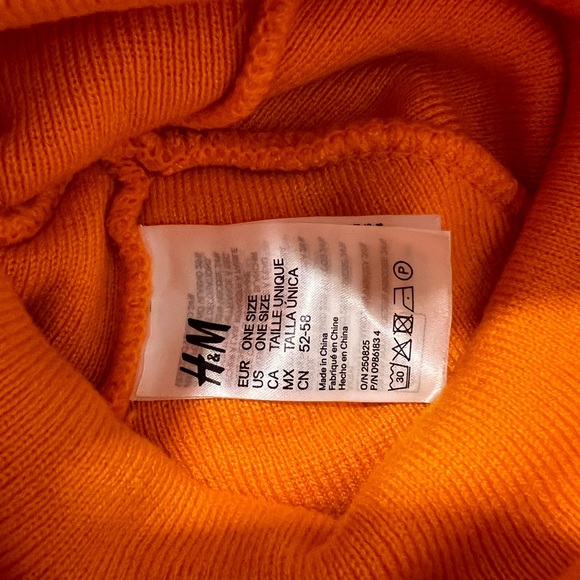 H&M
EUR ONE SIZE
US ONE SIZE
CA TAILLE UNIQUE
MX TALLA ÚNICA
CN 52-58
Made in China
Fabriqué en Chine
Hecho en China
O/N 250825
P/N 0986183 4
30
P